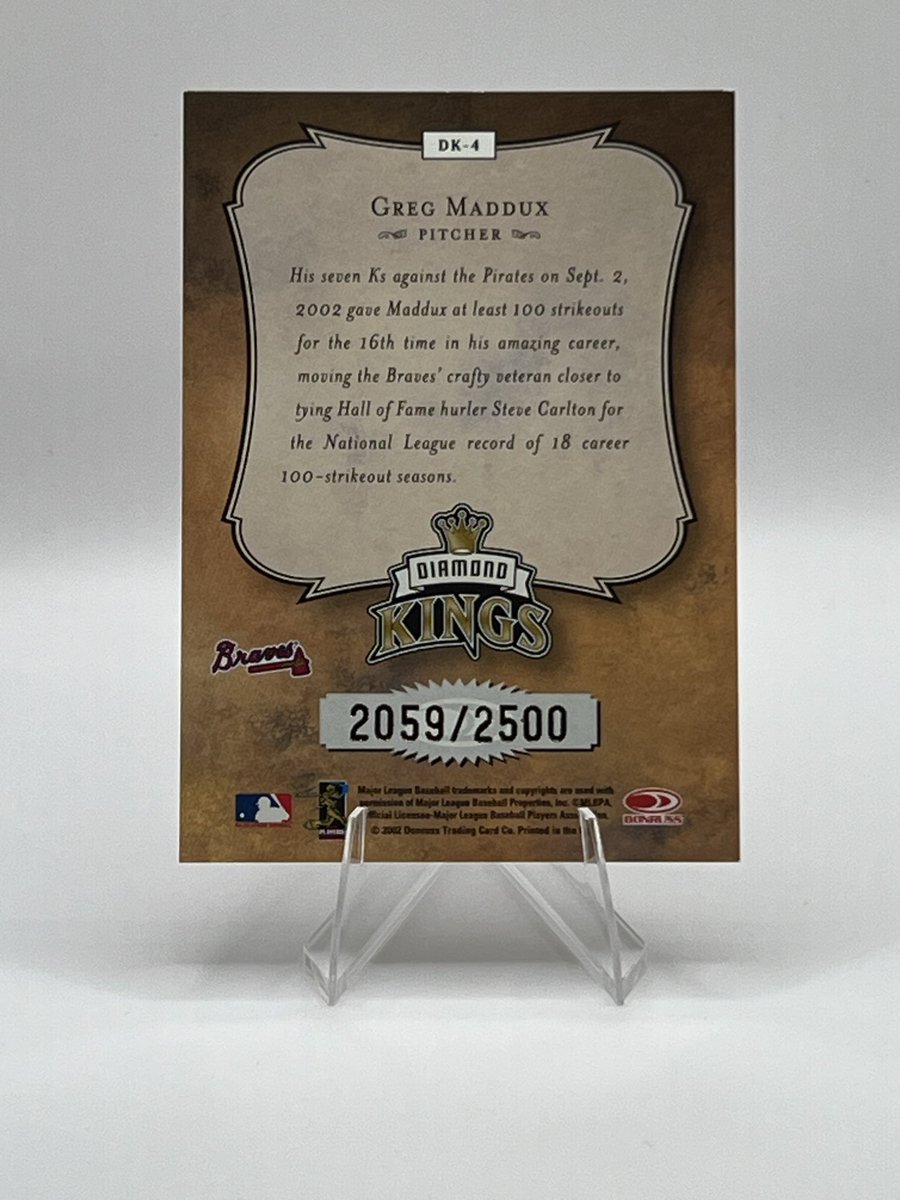 DK-4
GREG MADDUX
PITCHER
His seven Ks against the Pirates on Sept. 2,
2002 gave Maddux at least 100 strikeouts
for the 16th time in his amazing career,
moving the Braves' crafty veteran closer to
tying Hall of Fame hurler Steve Carlton for
the National League record of 18 career
100-strikeout seasons.
DIAMOND
KINGS
Braves
2059/2500
Major League Baseball trademarks and copyrights are used with
permission of Major League Baseball Properties, Inc. ©MLBPA,
Official Licensee-Major League Baseball Players
© 2002 Donruss Trading Card Co. Printed in the
PLAYERS
DONRUSS